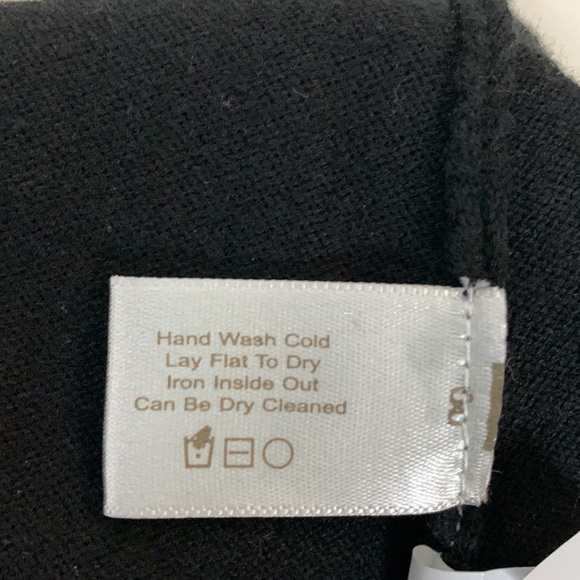 Hand Wash Cold
Lay Flat To Dry
Iron Inside Out
Can Be Dry Cleaned